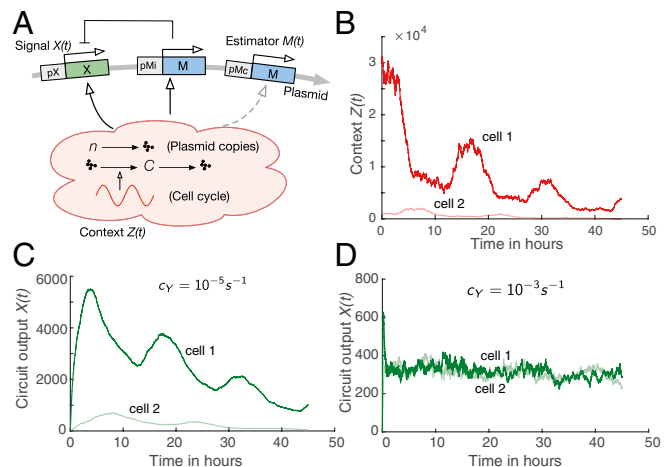 A
Signal X(t)
Estimator M(t)
pX
X
pMi
M
pMc
M
Plasmid
n
(Plasmid copies)
C
(Cell cycle)
Context Z(t)
B
×10⁴
Context Z(t)
4
3
2
1
0
cell 1
cell 2
0 10 20 30 40 50
Time in hours
C
Circuit output X(t)
6000
4000
2000
0
c_Y = 10⁻⁵s⁻¹
cell 1
cell 2
0 10 20 30 40 50
Time in hours
D
Circuit output X(t)
800
600
400
200
0
c_Y = 10⁻³s⁻¹
cell 1
cell 2
0 10 20 30 40 50
Time in hours